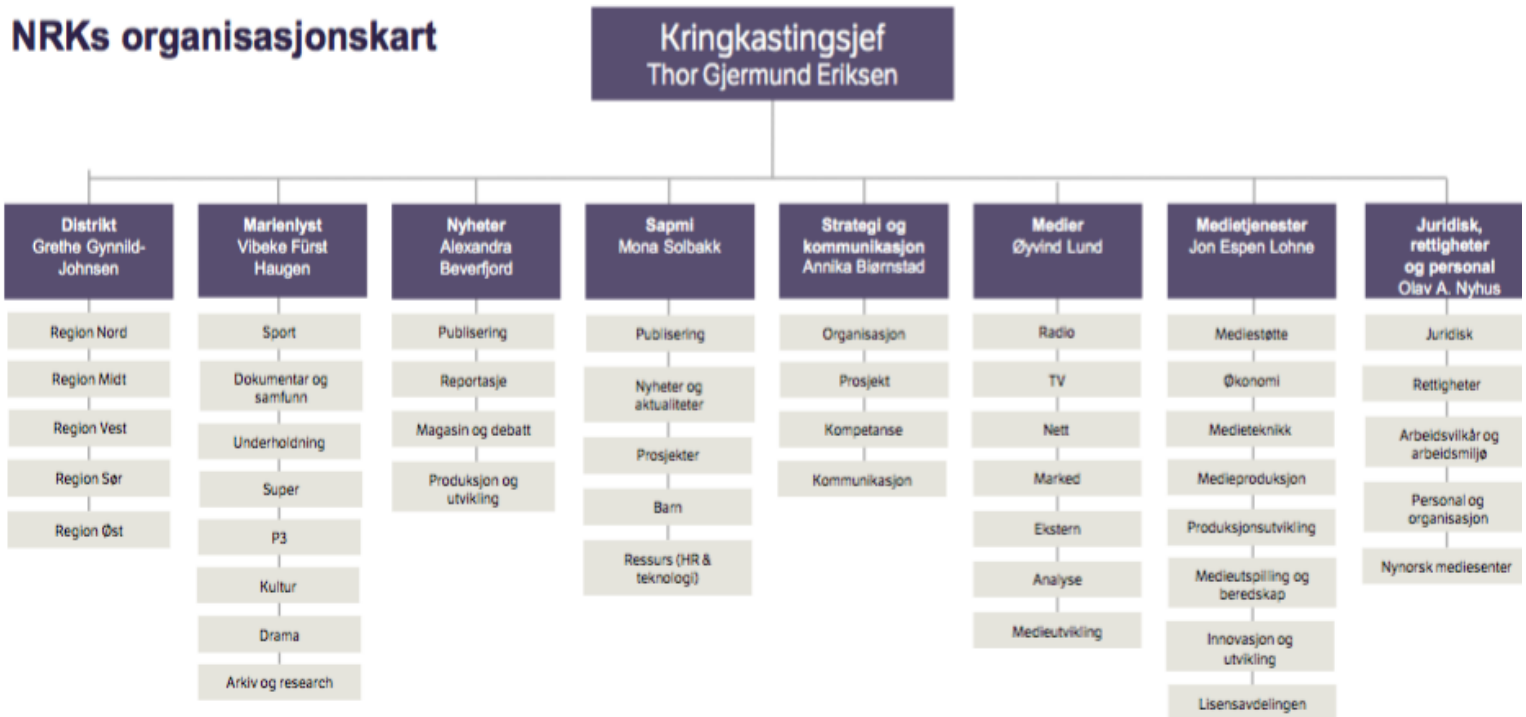 NRKs organisasjonskart
Kringkastingsjef
Thor Gjermund Eriksen
Distrikt
Grethe Gynnild-
Johnsen
Region Nord
Region Midt
Region Vest
Region Sør
Region Øst
Marienlyst
Vibeke Fürst
Haugen
Sport
Dokumentar og
samfunn
Underholdning
Super
P3
Kultur
Drama
Arkiv og research
Nyheter
Alexandra
Beverfjord
Publisering
Reportasje
Magasin og debatt
Produksjon og
utvikling
Sapmi
Mona Solbakk
Publisering
Nyheter og
aktualiteter
Prosjekter
Barn
Ressurs (HR &
teknologi)
Strategi og
kommunikasjon
Annika Biørnstad
Organisasjon
Prosjekt
Kompetanse
Kommunikasjon
Medier
Øyvind Lund
Radio
TV
Nett
Marked
Ekstern
Analyse
Medieutvikling
Medietjenester
Jon Espen Lohne
Mediestøtte
Økonomi
Medieteknikk
Medieproduksjon
Produksjonsutvikling
Medieutspilling og
beredskap
Innovasjon og
utvikling
Lisensavdelingen
Juridisk,
rettigheter
og personal
Olav A. Nyhus
Juridisk
Rettigheter
Arbeidsvilkår og
arbeidsmiljø
Personal og
organisasjon
Nynorsk mediesenter